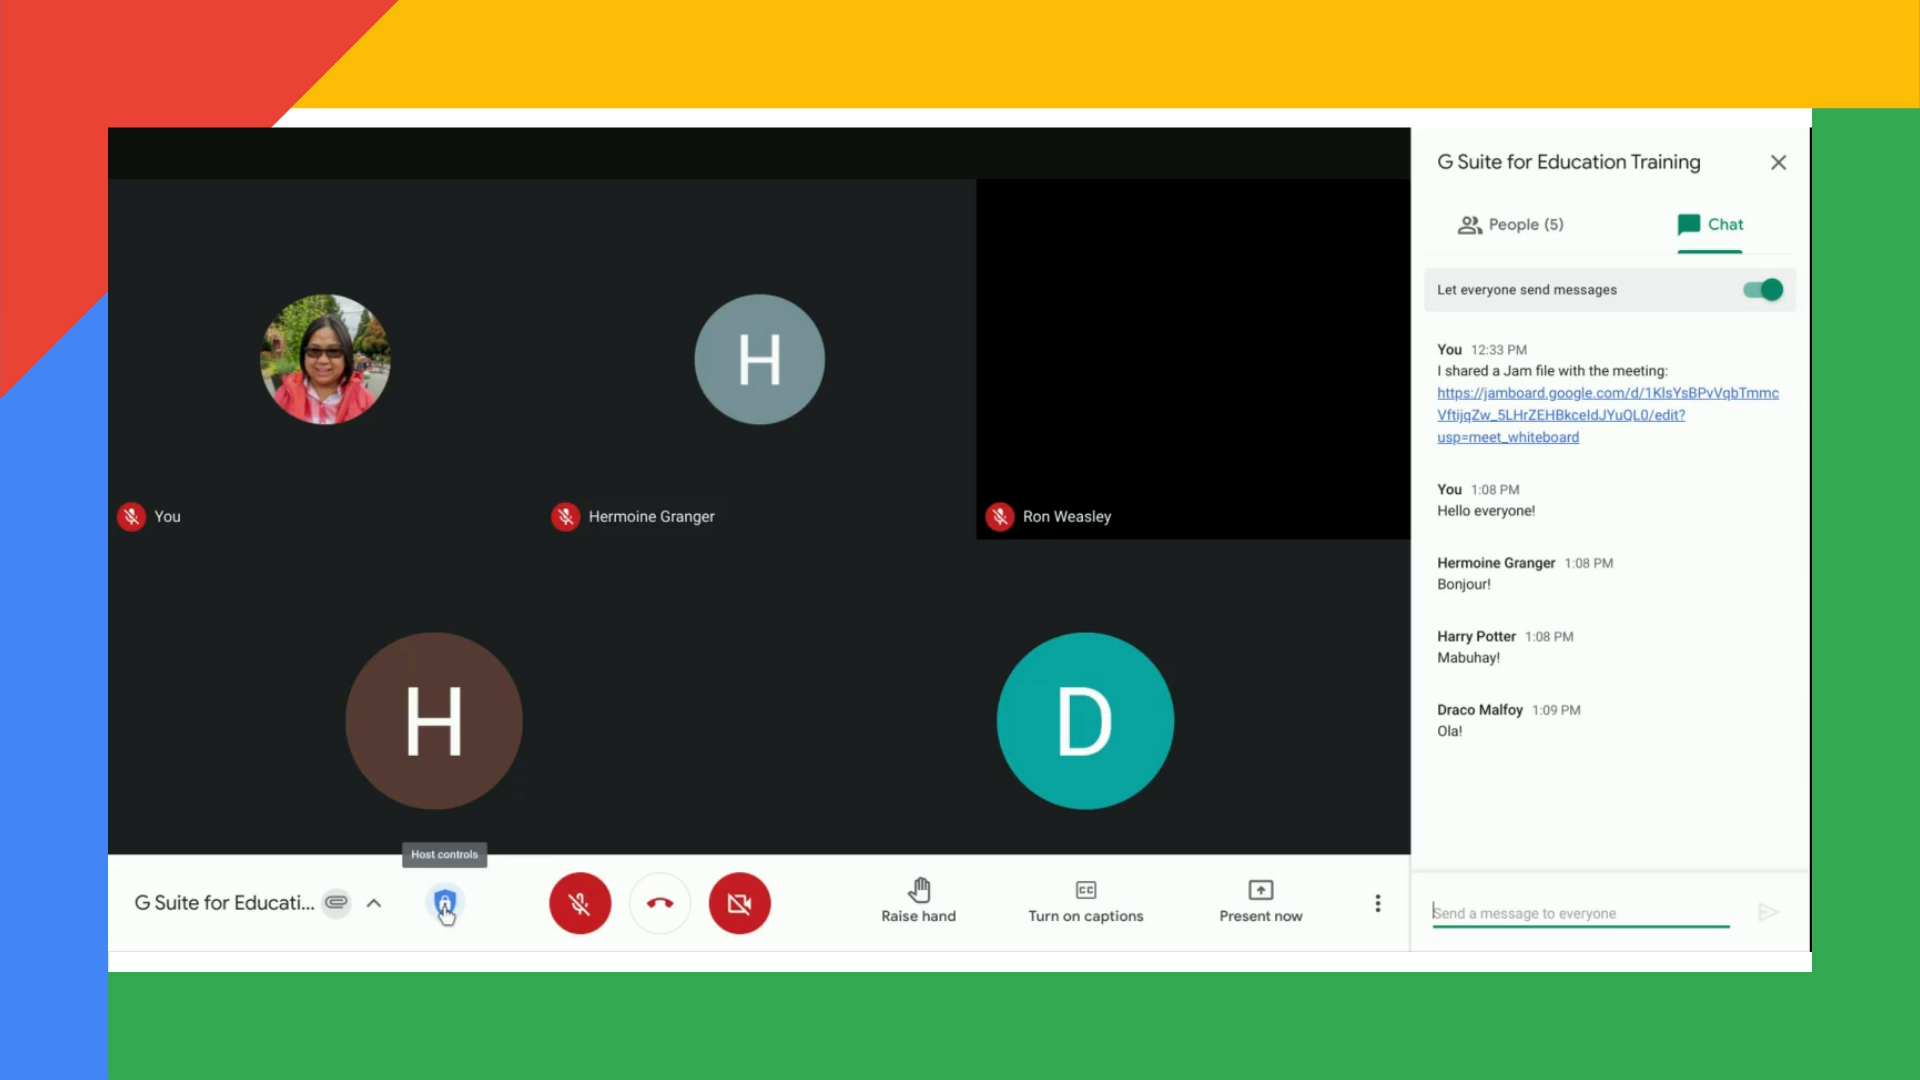 G Suite for Education Training
People (5)
Chat
Let everyone send messages
You 12:33 PM
I shared a Jam file with the meeting:
https://jamboard.google.com/d/1KlsYsBPvVqbTmmc
VftijqZw_5LHrZEHBkceIdJYuQL0/edit?
usp=meet_whiteboard
You 1:08 PM
Hello everyone!
Hermoine Granger 1:08 PM
Bonjour!
Harry Potter 1:08 PM
Mabuhay!
Draco Malfoy 1:09 PM
Ola!
Send a message to everyone
H
You
Hermoine Granger
Ron Weasley
H
D
Host controls
G Suite for Educati...
Raise hand
CC
Turn on captions
Present now